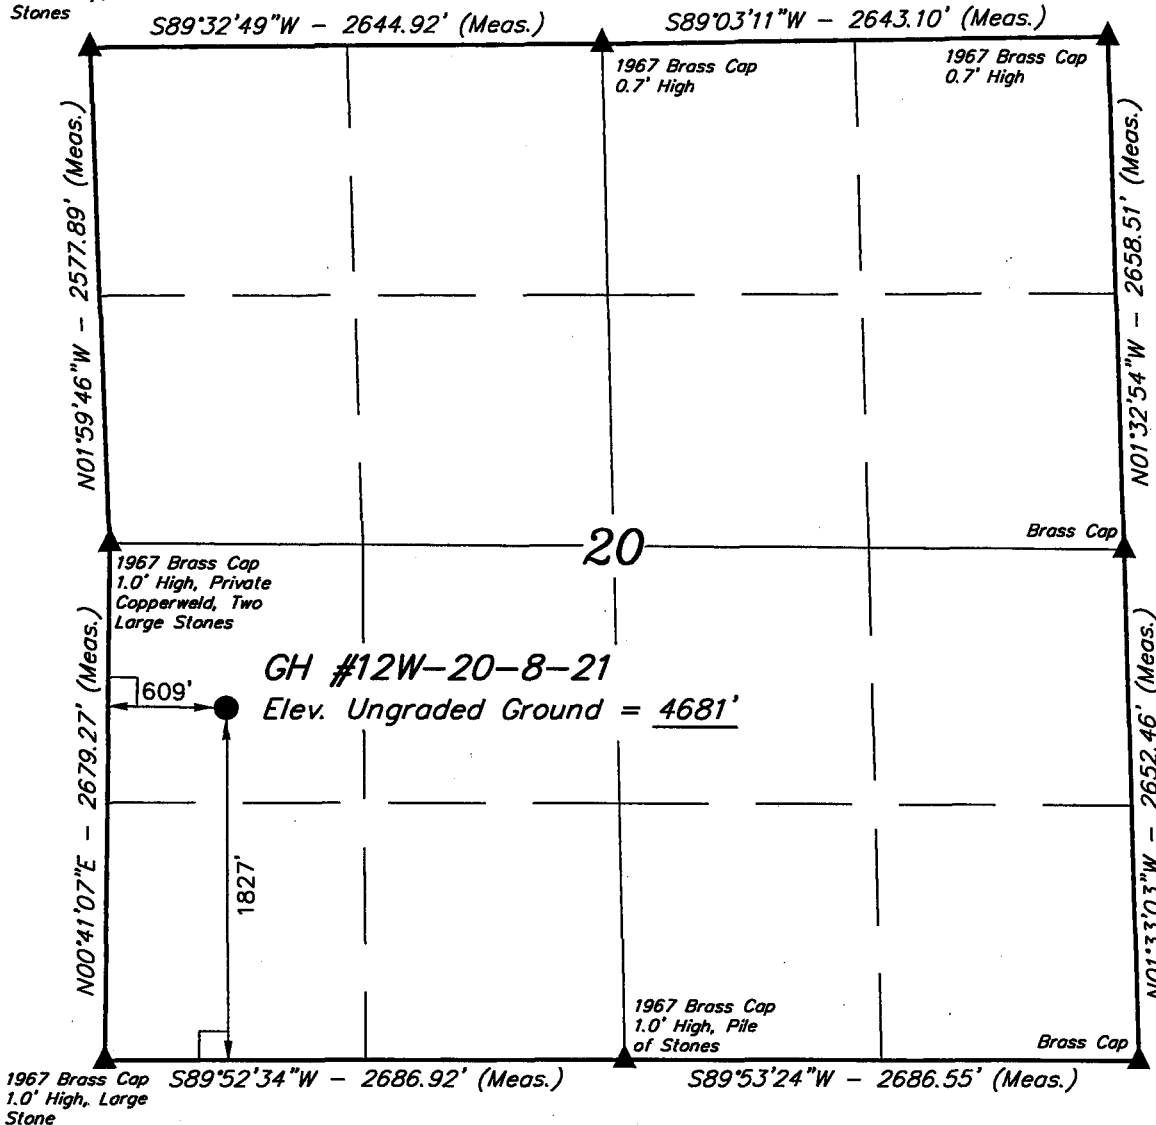 Stones
S89°32'49"W - 2644.92' (Meas.)
S89°03'11"W - 2643.10' (Meas.)
1967 Brass Cap
0.7' High
1967 Brass Cap
0.7' High
N01°59'46"W - 2577.89' (Meas.)
N01°32'54"W - 2658.51' (Meas.)
20
Brass Cap
1967 Brass Cap
1.0' High, Private
Copperweld, Two
Large Stones
GH #12W-20-8-21
609'
Elev. Ungraded Ground = 4681'
N00°41'07"E - 2679.27' (Meas.)
N01°33'03"W - 2652.46' (Meas.)
1827'
1967 Brass Cap
1.0' High, Pile
of Stones
Brass Cap
1967 Brass Cap
1.0' High, Large
Stone
S89°52'34"W - 2686.92' (Meas.)
S89°53'24"W - 2686.55' (Meas.)